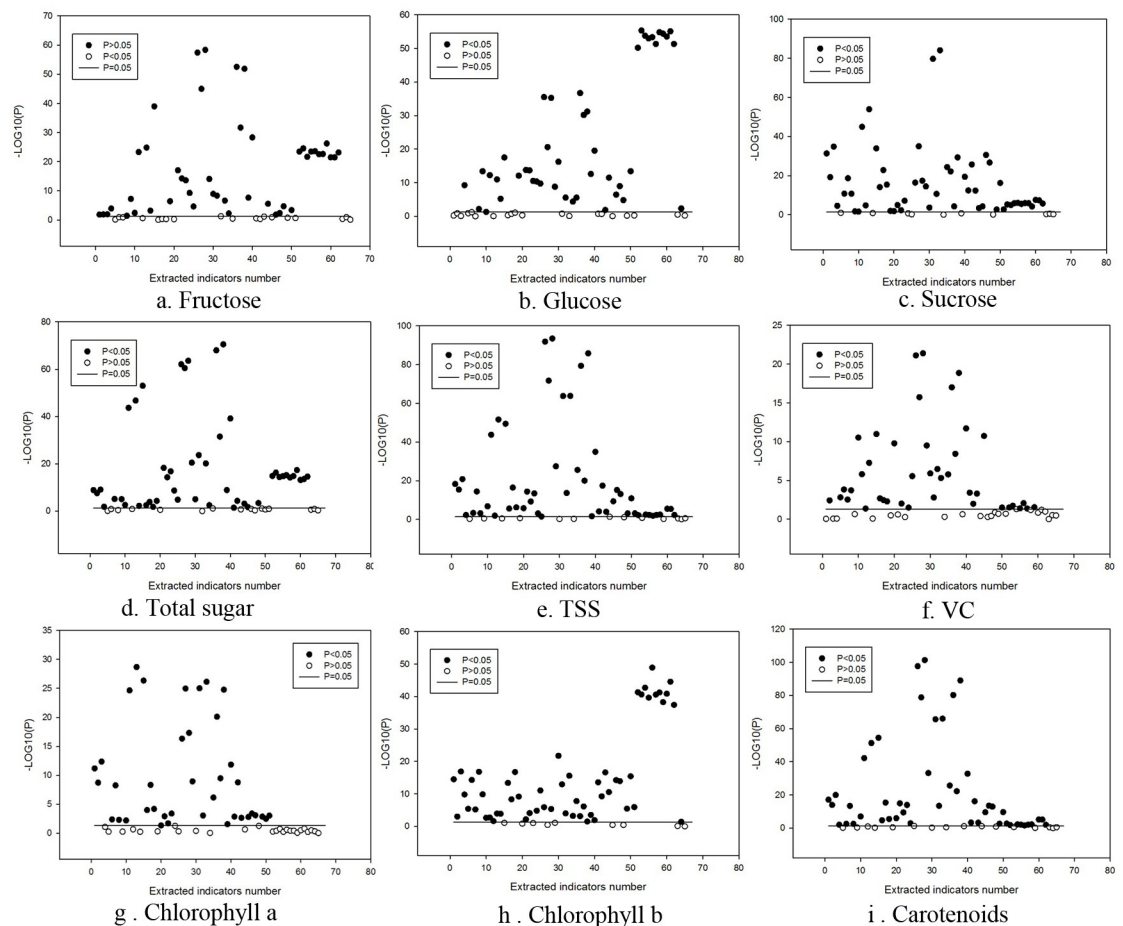 70
60
50
40
30
20
10
0
-LOG10(P)
P>0.05
P<0.05
P=0.05
0 10 20 30 40 50 60 70
Extracted indicators number
a. Fructose
60
50
40
30
20
10
0
-LOG10(P)
P<0.05
P>0.05
P=0.05
0 10 20 30 40 50 60 70 80
Extracted indicators number
b. Glucose
100
80
60
40
20
0
-LOG10(P)
P<0.05
P>0.05
P=0.05
0 10 20 30 40 50 60 70 80
Extracted indicators number
c. Sucrose
80
60
40
20
0
-LOG10(P)
P<0.05
P>0.05
P=0.05
0 10 20 30 40 50 60 70
Extracted indicators number
d. Total sugar
100
80
60
40
20
0
-LOG10(P)
P<0.05
P>0.05
P=0.05
0 10 20 30 40 50 60 70 80
Extracted indicators number
e. TSS
25
20
15
10
5
0
-LOG10(P)
P<0.05
P>0.05
P=0.05
0 10 20 30 40 50 60 70 80
Extracted indicators number
f. VC
35
30
25
20
15
10
5
0
-LOG10(P)
P<0.05
P>0.05
P=0.05
0 10 20 30 40 50 60 70 80
Extracted indicators number
g . Chlorophyll a
60
50
40
30
20
10
0
-LOG10(P)
P<0.05
P>0.05
P=0.05
0 10 20 30 40 50 60 70 80
Extracted indicators number
h . Chlorophyll b
120
100
80
60
40
20
0
-LOG10(P)
P<0.05
P>0.05
P=0.05
0 10 20 30 40 50 60 70 80
Extracted indicators number
i . Carotenoids